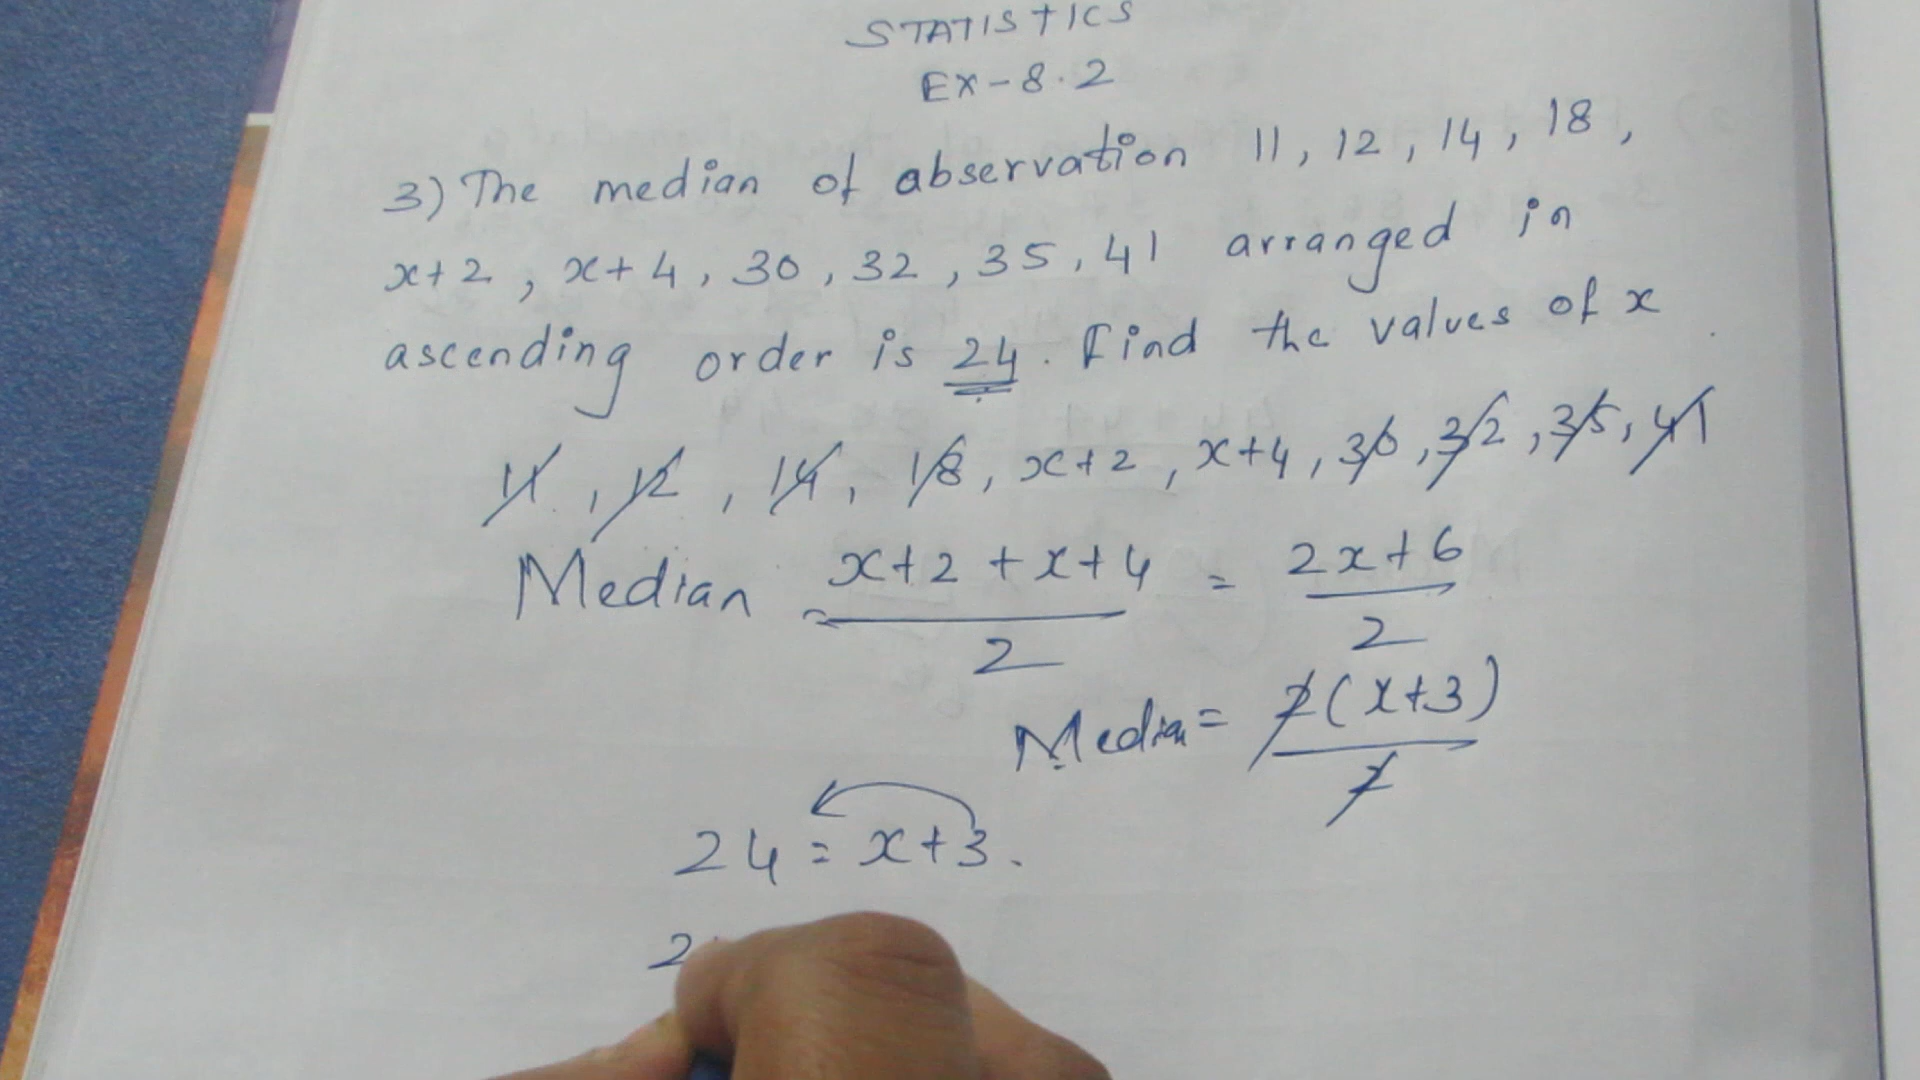 STATISTICS
EX-8.2
3) The median of abservation 11, 12, 14, 18,
x+2, x+4, 30, 32, 35, 41 arranged in
ascending order is 24. Find the values of x
11, 12, 14, 18, x+2, x+4, 30, 32, 35, 41
Median = x+2+x+4 / 2 = 2x+6 / 2
Median = 2(x+3) / 2
24 = x+3.
2